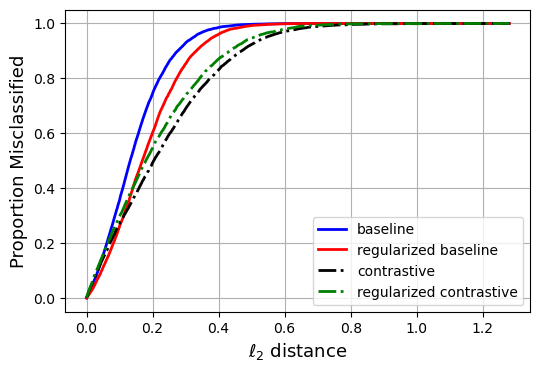 Proportion Misclassified
1.0
0.8
0.6
0.4
0.2
0.0
baseline
regularized baseline
contrastive
regularized contrastive
0.0 0.2 0.4 0.6 0.8 1.0 1.2
ℓ₂ distance